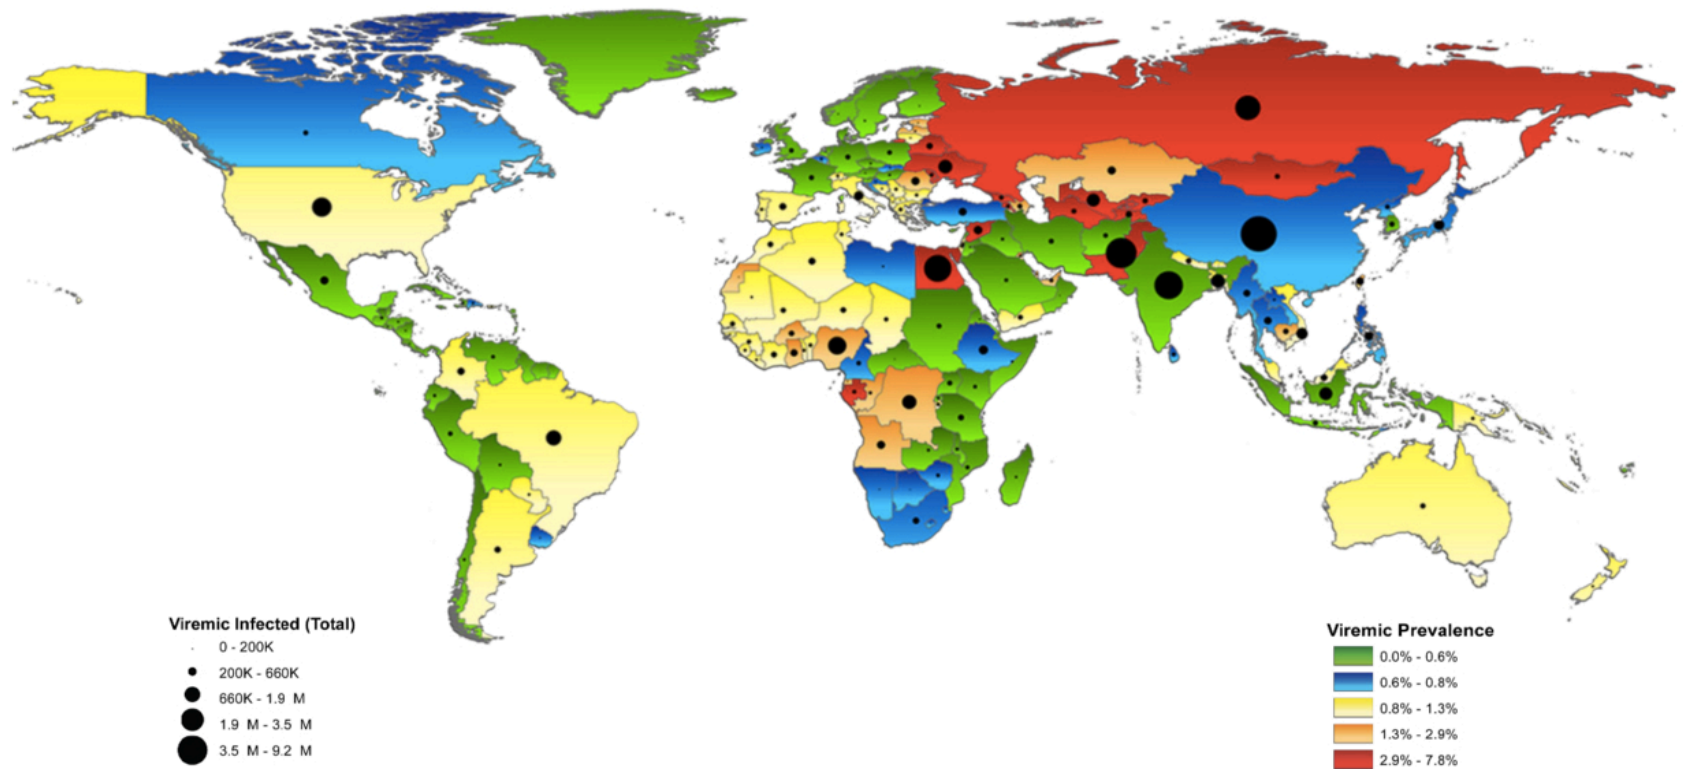 Viremic Infected (Total)
0 - 200K
200K - 660K
660K - 1.9 M
1.9 M - 3.5 M
3.5 M - 9.2 M
Viremic Prevalence
0.0% - 0.6%
0.6% - 0.8%
0.8% - 1.3%
1.3% - 2.9%
2.9% - 7.8%